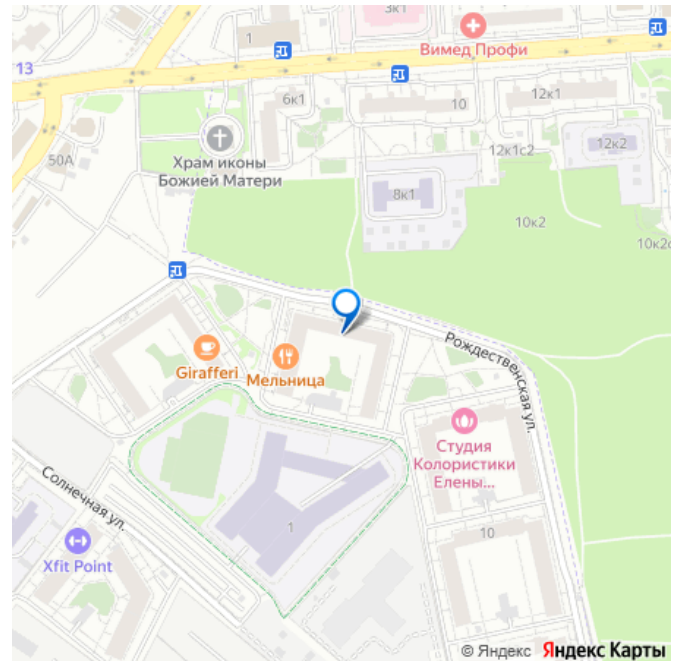 3к1
1
Вимед Профи
13
6к1
10
12к1
Храм иконы
Божией Матери
50А
12к1с2
12к2
8к1
10к2
10к2с
Рождественская ул.
Girafferi
Мельница
Студия
Колористики
Елены...
Солнечная ул.
1
10
Xfit Point
© Яндекс Яндекс Карты